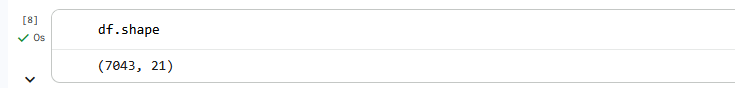 [8]
df.shape
0s
(7043, 21)